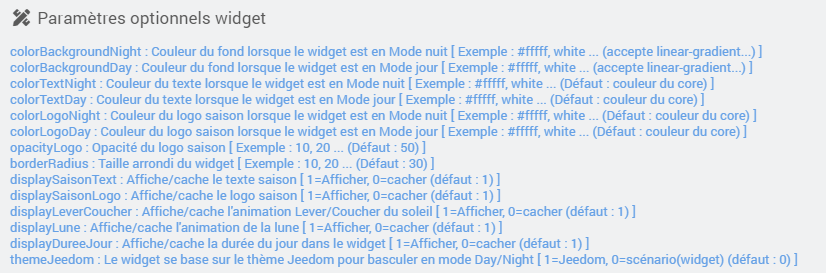 Paramètres optionnels widget
colorBackgroundNight : Couleur du fond lorsque le widget est en Mode nuit [ Exemple : #fffff, white ... (accepte linear-gradient...) ]
colorBackgroundDay : Couleur du fond lorsque le widget est en Mode jour [ Exemple : #fffff, white ... (accepte linear-gradient...) ]
colorTextNight : Couleur du texte lorsque le widget est en Mode nuit [ Exemple : #fffff, white ... (Défaut : couleur du core) ]
colorTextDay : Couleur du texte lorsque le widget est en Mode jour [ Exemple : #fffff, white ... (Défaut : couleur du core) ]
colorLogoNight : Couleur du logo saison lorsque le widget est en Mode nuit [ Exemple : #fffff, white ... (Défaut : couleur du core) ]
colorLogoDay : Couleur du logo saison lorsque le widget est en Mode jour [ Exemple : #fffff, white ... (Défaut : couleur du core) ]
opacityLogo : Opacité du logo saison [ Exemple : 10, 20 ... (Défaut : 50) ]
borderRadius : Taille arrondi du widget [ Exemple : 10, 20 ... (Défaut : 30) ]
displaySaisonText : Affiche/cache le texte saison [ 1=Afficher, 0=cacher (défaut : 1) ]
displaySaisonLogo : Affiche/cache le logo saison [ 1=Afficher, 0=cacher (défaut : 1) ]
displayLeverCoucher : Affiche/cache l'animation Lever/Coucher du soleil [ 1=Afficher, 0=cacher (défaut : 1) ]
displayLune : Affiche/cache l'animation de la lune [ 1=Afficher, 0=cacher (défaut : 1) ]
displayDureeJour : Affiche/cache la durée du jour dans le widget [ 1=Afficher, 0=cacher (défaut : 1) ]
themeJeedom : Le widget se base sur le thème Jeedom pour basculer en mode Day/Night [ 1=Jeedom, 0=scénario(widget) (défaut : 0) ]